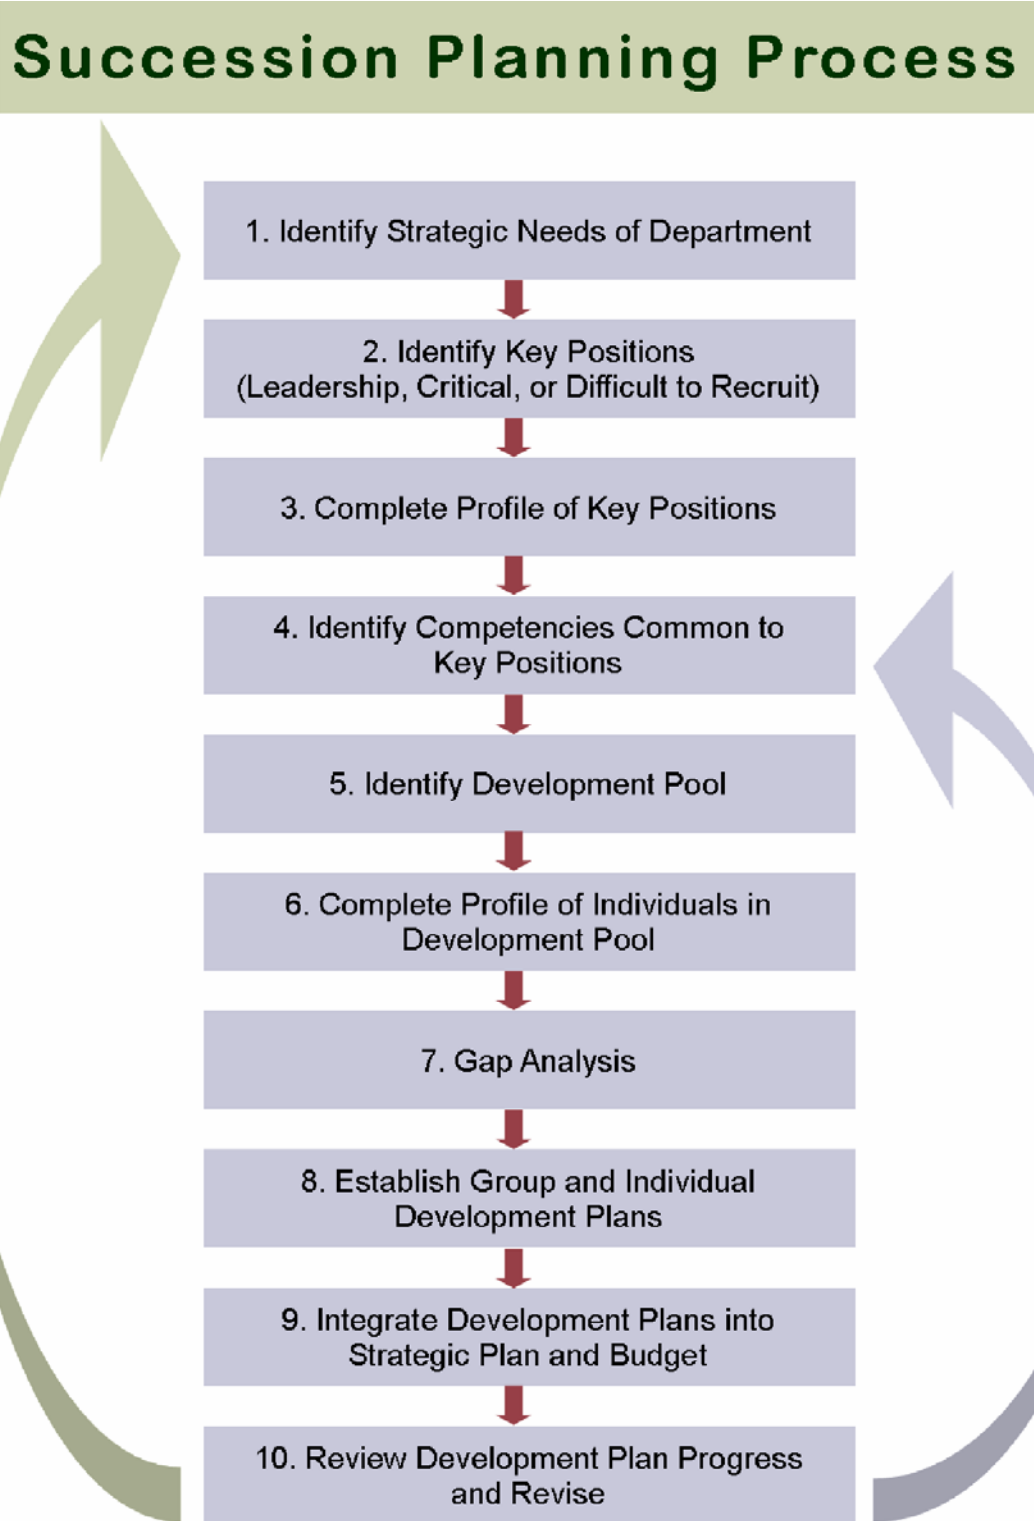 Succession Planning Process
1. Identify Strategic Needs of Department
2. Identify Key Positions
(Leadership, Critical, or Difficult to Recruit)
3. Complete Profile of Key Positions
4. Identify Competencies Common to
Key Positions
5. Identify Development Pool
6. Complete Profile of Individuals in
Development Pool
7. Gap Analysis
8. Establish Group and Individual
Development Plans
9. Integrate Development Plans into
Strategic Plan and Budget
10. Review Development Plan Progress
and Revise